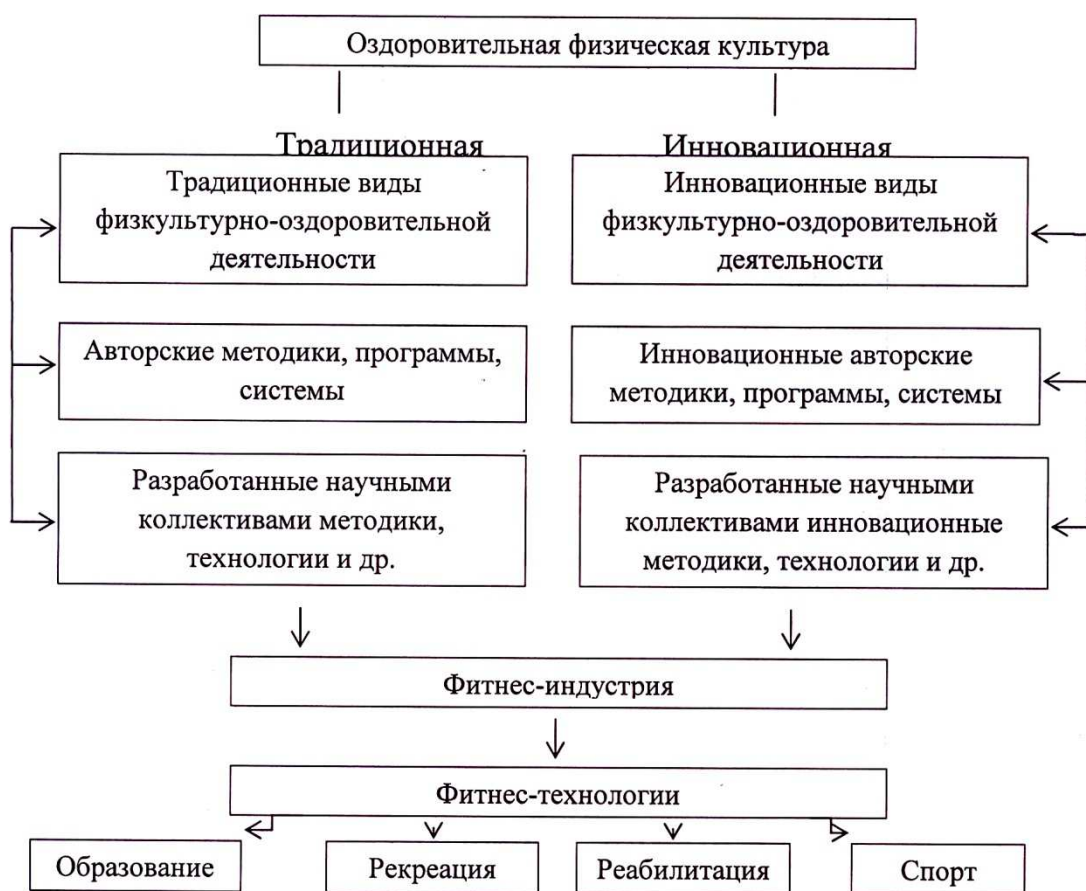 Оздоровительная физическая культура
Традиционная
Инновационная
Традиционные виды
физкультурно-оздоровительной
деятельности
Инновационные виды
физкультурно-оздоровительной
деятельности
Авторские методики, программы,
системы
Инновационные авторские
методики, программы, системы
Разработанные научными
коллективами методики,
технологии и др.
Разработанные научными
коллективами инновационные
методики, технологии и др.
Фитнес-индустрия
Фитнес-технологии
Образование
Рекреация
Реабилитация
Спорт